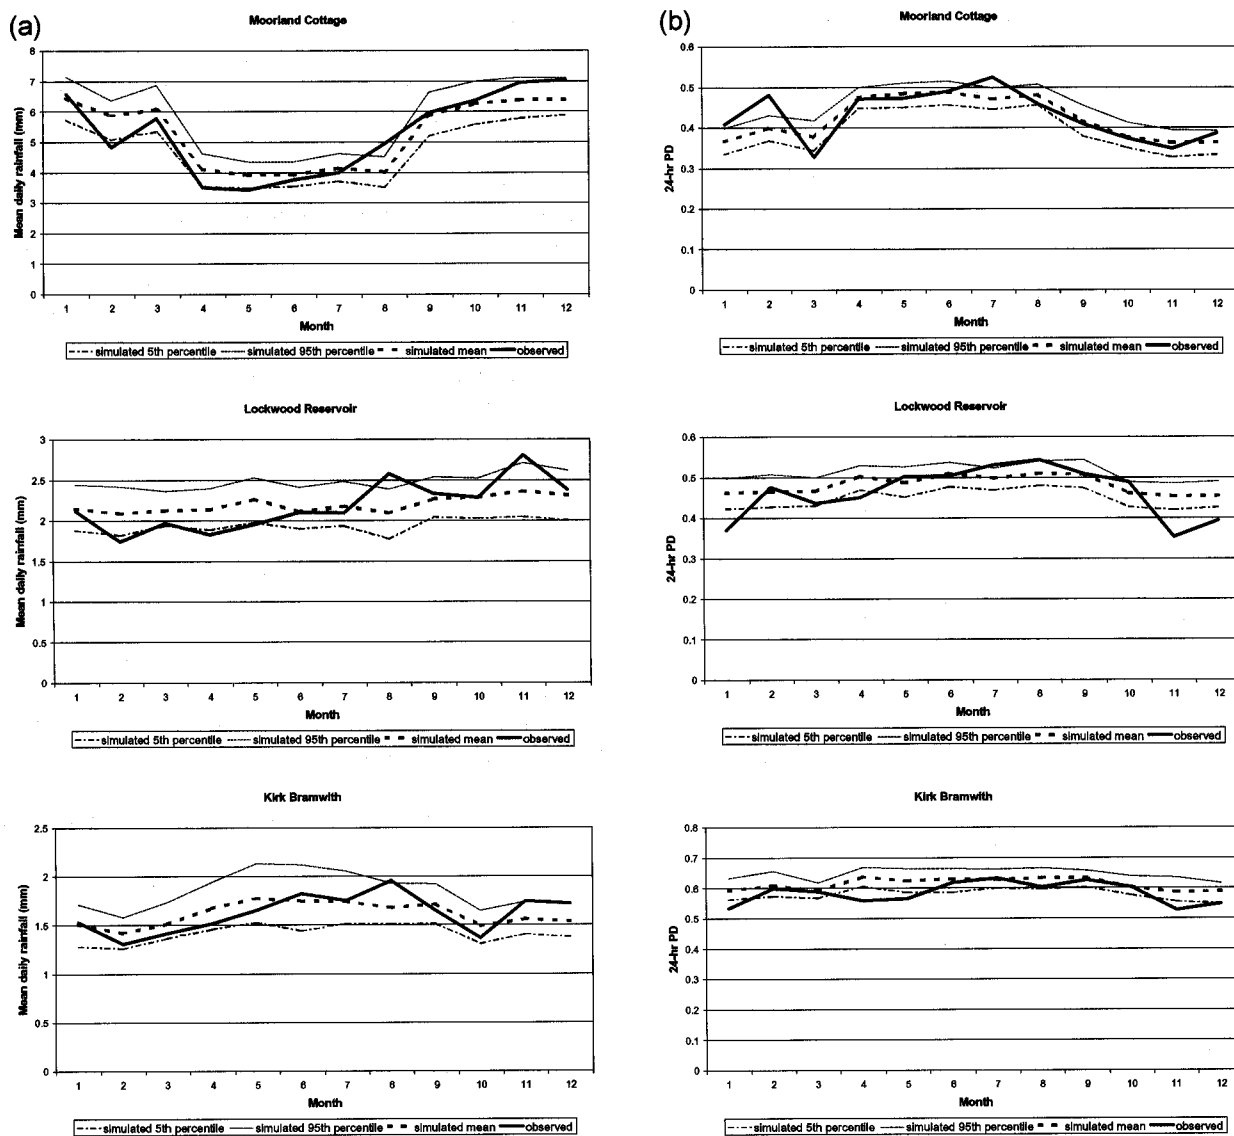 (a)
Moorland Cottage
Mean daily rainfall (mm)
8
7
6
5
4
3
2
1
0
1 2 3 4 5 6 7 8 9 10 11 12
Month
simulated 5th percentile simulated 95th percentile simulated mean observed
Lockwood Reservoir
Mean daily rainfall (mm)
3
2.5
2
1.5
1
0.5
0
1 2 3 4 5 6 7 8 9 10 11 12
Month
simulated 5th percentile simulated 95th percentile simulated mean observed
Kirk Bramwith
Mean daily rainfall (mm)
2.5
2
1.5
1
0.5
0
1 2 3 4 5 6 7 8 9 10 11 12
Month
simulated 5th percentile simulated 95th percentile simulated mean observed
(b)
Moorland Cottage
24-hr PD
0.6
0.5
0.4
0.3
0.2
0.1
0
1 2 3 4 5 6 7 8 9 10 11 12
Month
simulated 5th percentile simulated 95th percentile simulated mean observed
Lockwood Reservoir
24-hr PD
0.6
0.5
0.4
0.3
0.2
0.1
0
1 2 3 4 5 6 7 8 9 10 11 12
Month
simulated 5th percentile simulated 95th percentile simulated mean observed
Kirk Bramwith
24-hr PD
0.8
0.7
0.6
0.5
0.4
0.3
0.2
0.1
0
1 2 3 4 5 6 7 8 9 10 11 12
Month
simulated 5th percentile simulated 95th percentile simulated mean observed